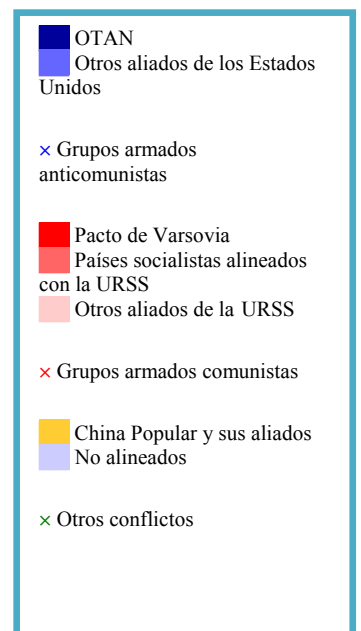 OTAN
Otros aliados de los Estados
Unidos
× Grupos armados
anticomunistas
Pacto de Varsovia
Países socialistas alineados
con la URSS
Otros aliados de la URSS
× Grupos armados comunistas
China Popular y sus aliados
No alineados
× Otros conflictos